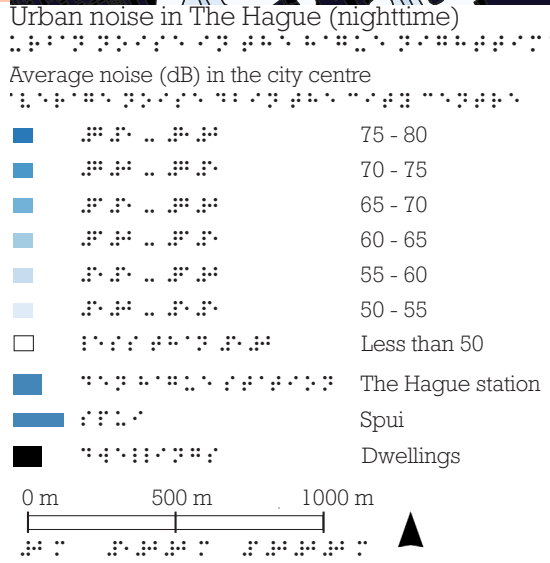 Urban noise in The Hague (nighttime)
⠥⠗⠃⠁⠝ ⠝⠕⠊⠎⠑ ⠊⠝ ⠞⠓⠑ ⠓⠁⠛⠥⠑ ⠝⠊⠛⠓⠞⠞⠊⠍
Average noise (dB) in the city centre
⠁⠧⠑⠗⠁⠛⠑ ⠝⠕⠊⠎⠑ ⠙⠃ ⠊⠝ ⠞⠓⠑ ⠉⠊⠞⠽ ⠉⠑⠝⠞⠗⠑
⠼⠛⠼⠑ ⠤ ⠼⠓⠼⠚ 75 - 80
⠼⠛⠼⠚ ⠤ ⠼⠛⠼⠑ 70 - 75
⠼⠋⠼⠑ ⠤ ⠼⠛⠼⠚ 65 - 70
⠼⠋⠼⠚ ⠤ ⠼⠋⠼⠑ 60 - 65
⠼⠑⠼⠑ ⠤ ⠼⠋⠼⠚ 55 - 60
⠼⠑⠼⠚ ⠤ ⠼⠑⠼⠑ 50 - 55
⠇⠑⠎⠎ ⠞⠓⠁⠝ ⠼⠑⠼⠚ Less than 50
⠙⠑⠝ ⠓⠁⠛⠥⠑ ⠎⠞⠁⠞⠊⠕⠝ The Hague station
⠎⠏⠥⠊ Spui
⠙⠺⠑⠇⠇⠊⠝⠛⠎ Dwellings
0 m 500 m 1000 m
⠼⠚ ⠍ ⠼⠑⠼⠚⠼⠚ ⠍ ⠼⠁⠼⠚⠼⠚⠼⠚ ⠍